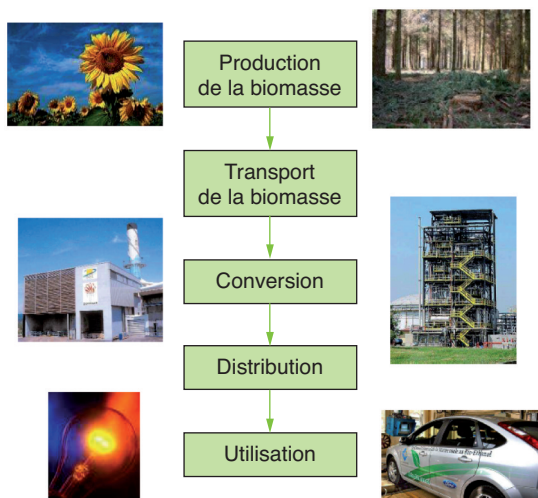 Production
de la biomasse
Transport
de la biomasse
Conversion
Distribution
Utilisation